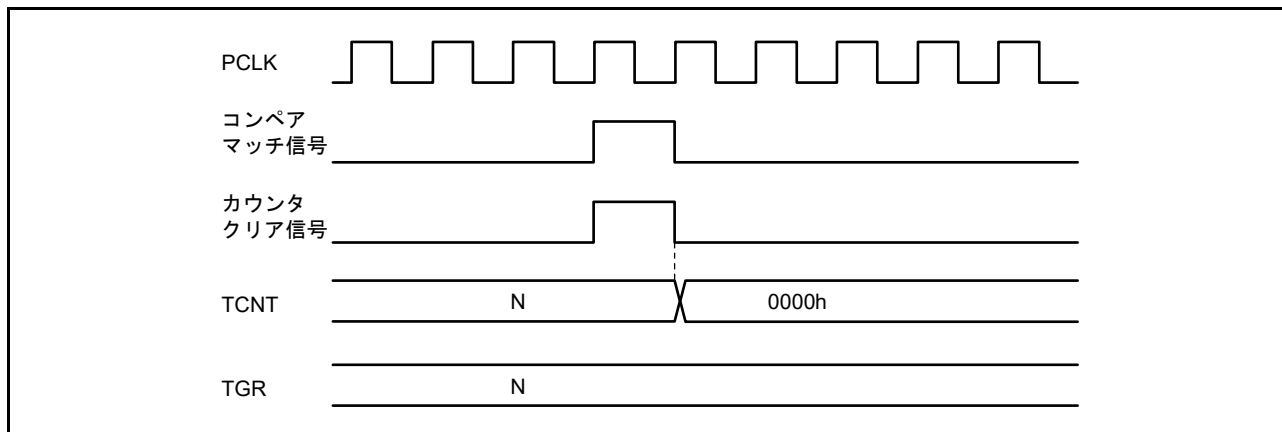 PCLK
コンペア
マッチ信号
カウンタ
クリア信号
TCNT
N
0000h
TGR
N